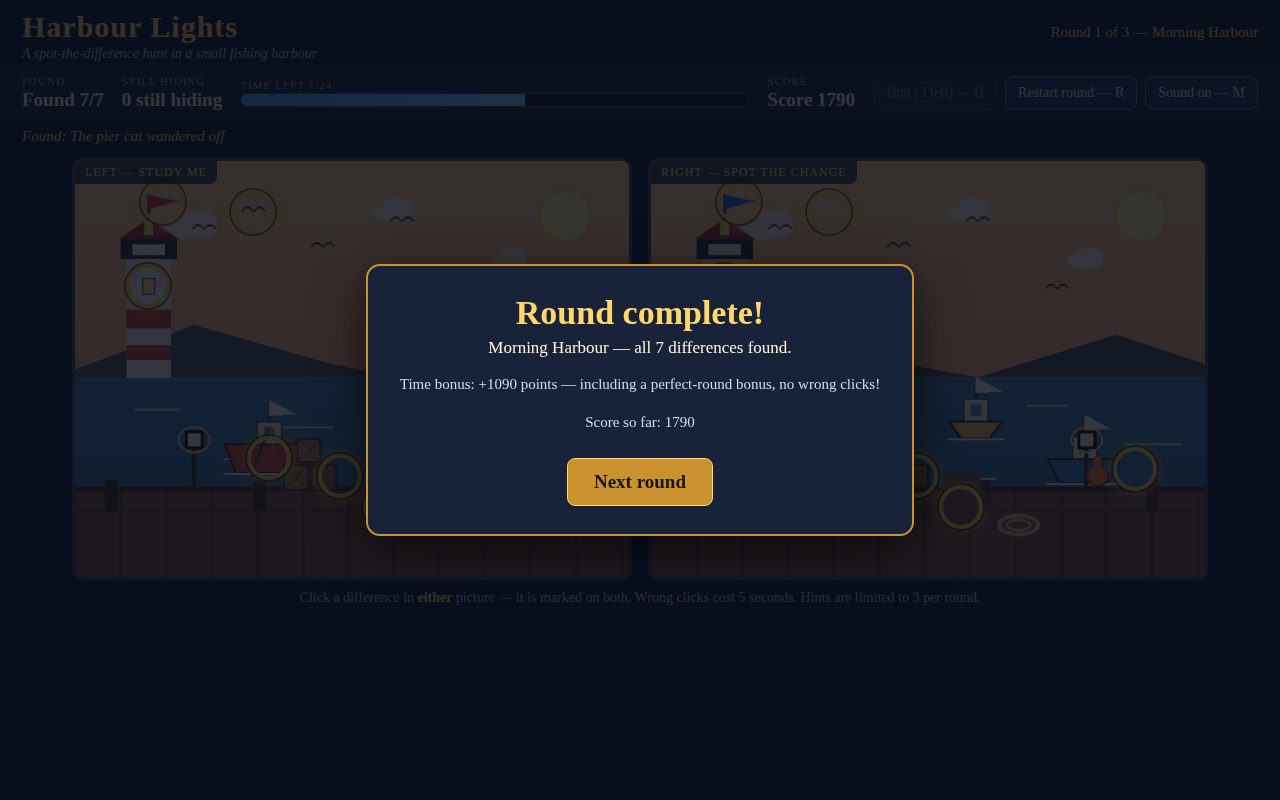 Harbour Lights
A spot-the-difference hunt in a small fishing harbour
Round 1 of 3 — Morning Harbour
FOUND
Found 7/7
STILL HIDING
0 still hiding
TIME LEFT 1:24
SCORE
Score 1790
Hint (3 left) — H
Restart round — R
Sound on — M
Found: The pier cat wandered off
LEFT — STUDY ME
RIGHT — SPOT THE CHANGE
Round complete!
Morning Harbour — all 7 differences found.
Time bonus: +1090 points — including a perfect-round bonus, no wrong clicks!
Score so far: 1790
Next round
Click a difference in either picture — it is marked on both. Wrong clicks cost 5 seconds. Hints are limited to 3 per round.